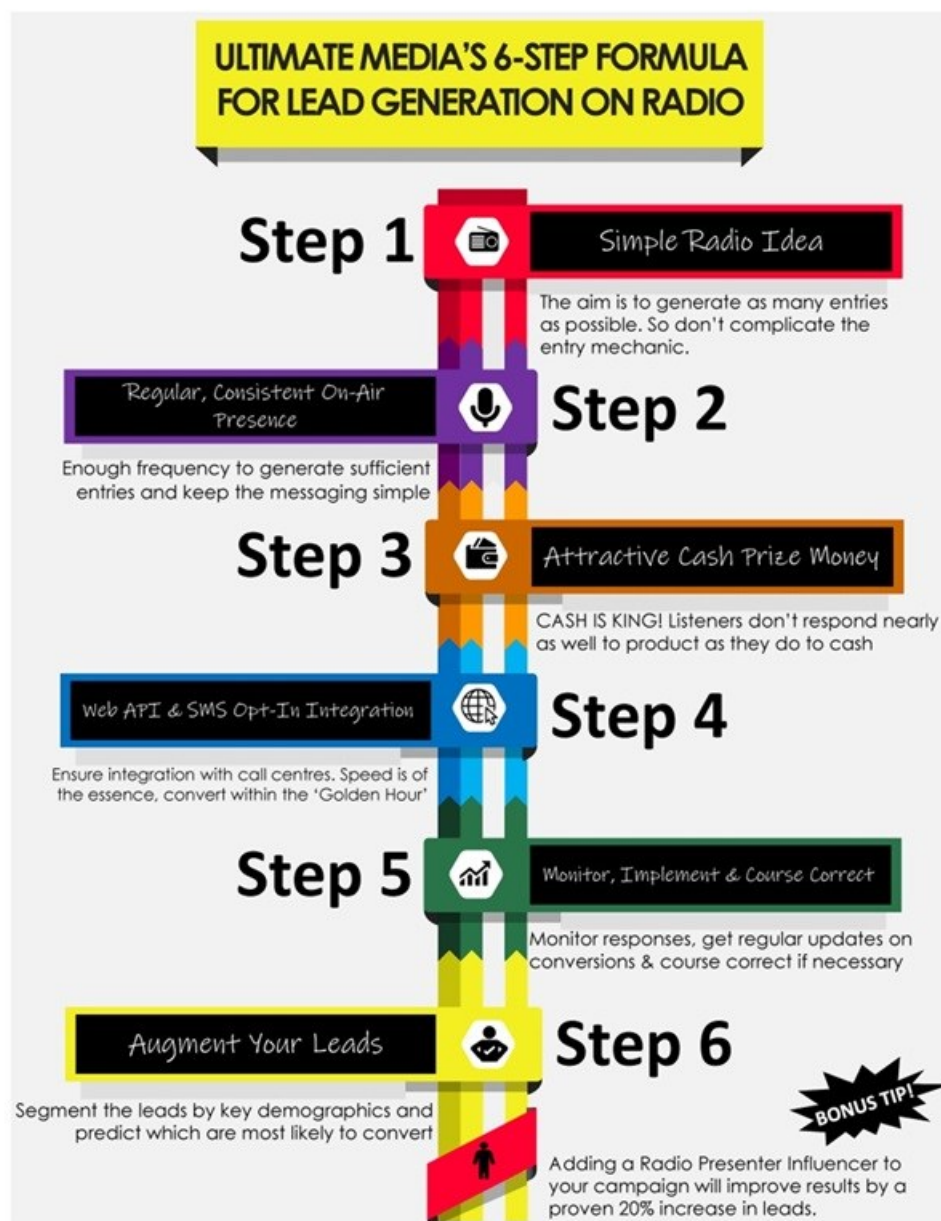 ULTIMATE MEDIA'S 6-STEP FORMULA
FOR LEAD GENERATION ON RADIO
Step 1
Simple Radio Idea
The aim is to generate as many entries
as possible. So don't complicate the
entry mechanic.
Regular, Consistent On-Air
Presence
Step 2
Enough frequency to generate sufficient
entries and keep the messaging simple
Step 3
Attractive Cash Prize Money
CASH IS KING! Listeners don't respond nearly
as well to product as they do to cash
Web API & SMS Opt-In Integration
Step 4
Ensure integration with call centres. Speed is of
the essence, convert within the 'Golden Hour'
Step 5
Monitor, Implement & Course Correct
Monitor responses, get regular updates on
conversions & course correct if necessary
Augment Your Leads
Step 6
Segment the leads by key demographics and
predict which are most likely to convert
BONUS TIP!
Adding a Radio Presenter Influencer to
your campaign will improve results by a
proven 20% increase in leads.